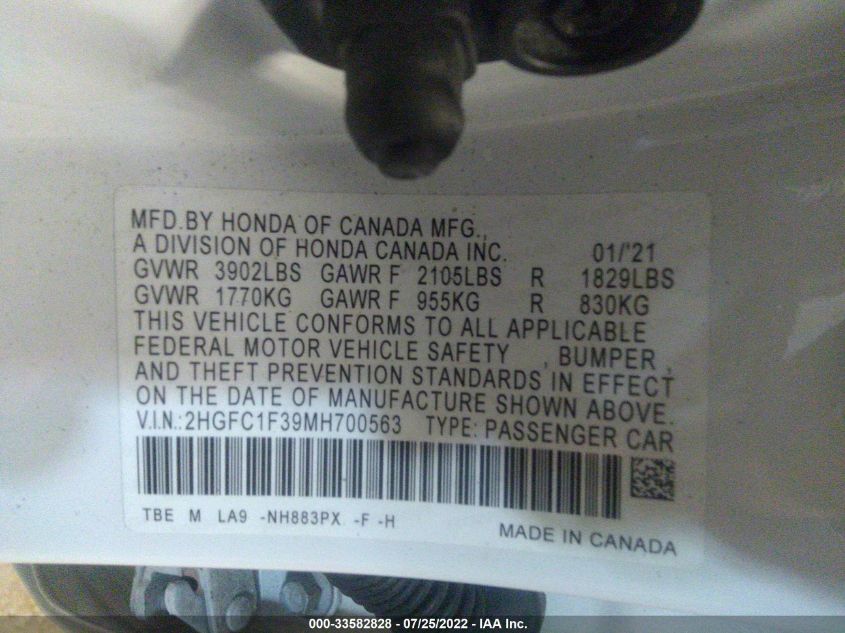 MFD.BY HONDA OF CANADA MFG.,
A DIVISION OF HONDA CANADA INC. 01/'21
GVWR 3902LBS GAWR F 2105LBS R 1829LBS
GVWR 1770KG GAWR F 955KG R 830KG
THIS VEHICLE CONFORMS TO ALL APPLICABLE
FEDERAL MOTOR VEHICLE SAFETY , BUMPER ,
AND THEFT PREVENTION STANDARDS IN EFFECT
ON THE DATE OF MANUFACTURE SHOWN ABOVE.
V.I.N.:2HGFC1F39MH700563 TYPE: PASSENGER CAR
TBE M LA9 -NH883PX -F -H
MADE IN CANADA
000-33582828 - 07/25/2022 - IAA Inc.